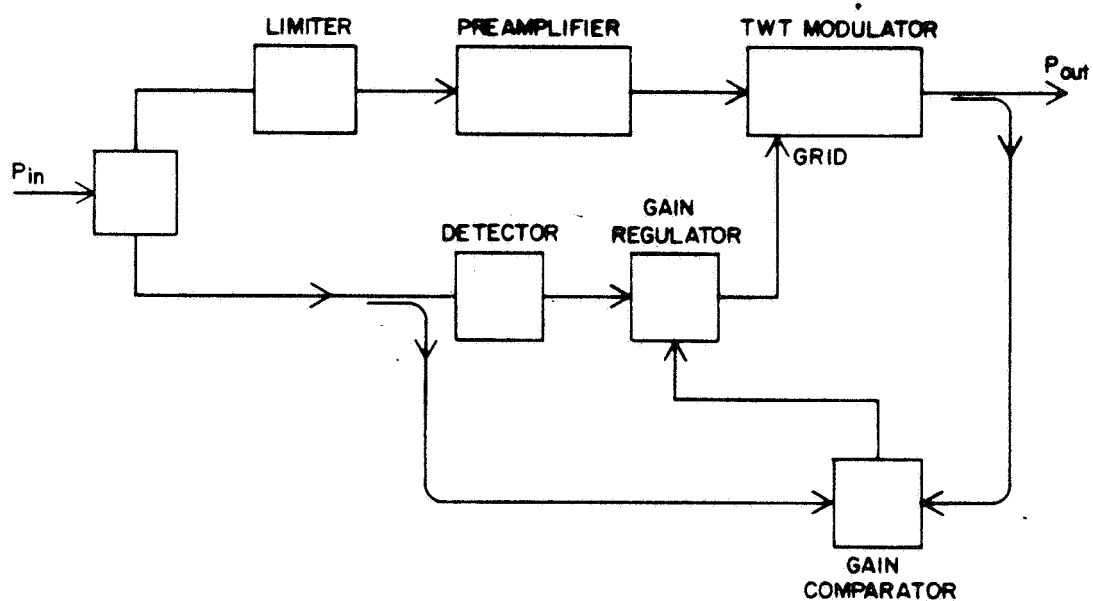 LIMITER
PREAMPLIFIER
TWT MODULATOR
Pout
Pin
GRID
DETECTOR
GAIN
REGULATOR
GAIN
COMPARATOR